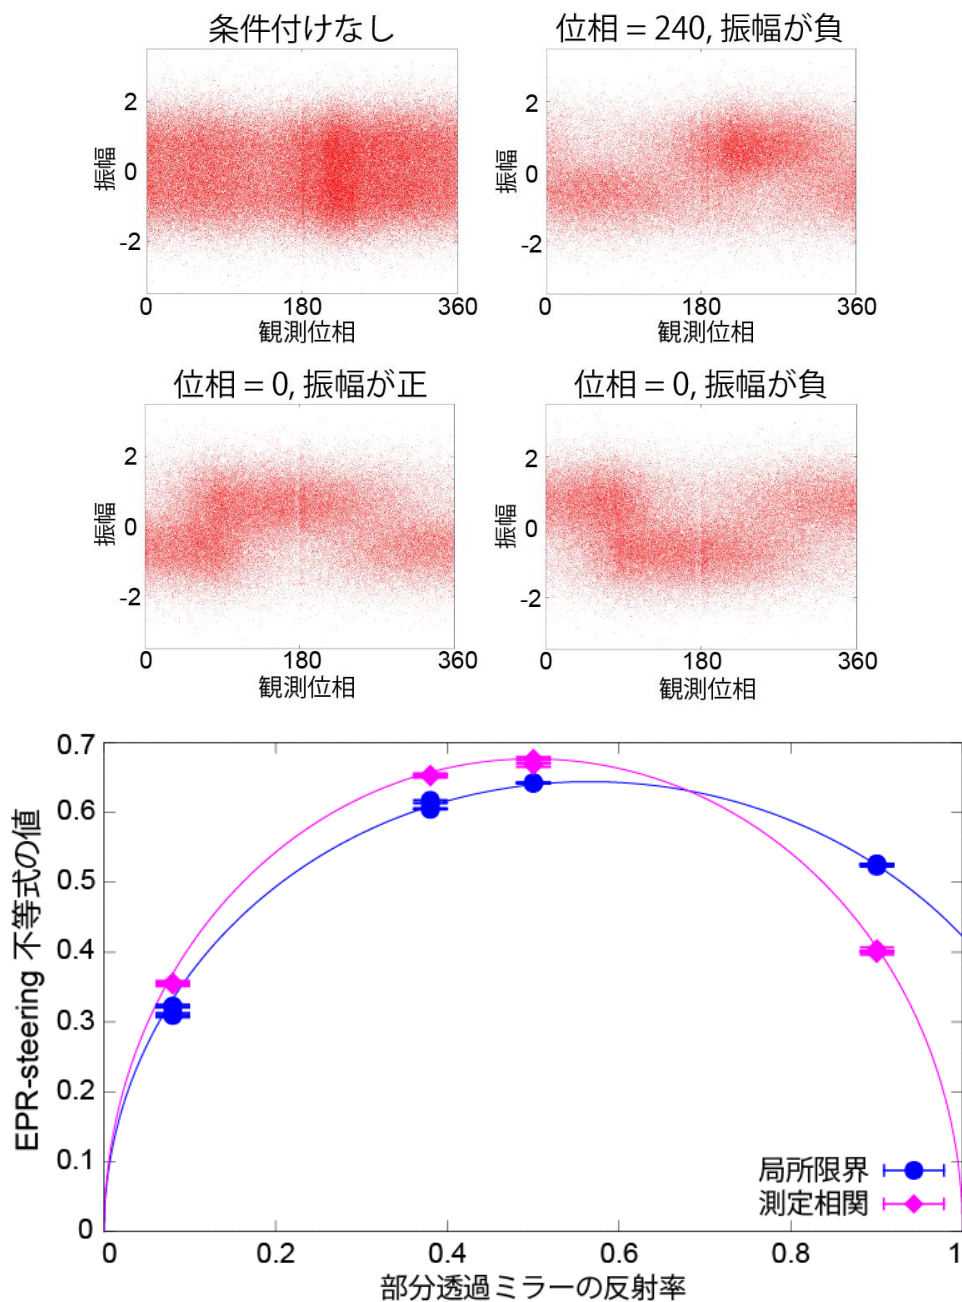 条件付けなし
位相 = 240, 振幅が負
振幅
2
0
-2
0
180
360
観測位相
振幅
2
0
-2
0
180
360
観測位相
位相 = 0, 振幅が正
位相 = 0, 振幅が負
振幅
2
0
-2
0
180
360
観測位相
振幅
2
0
-2
0
180
360
観測位相
EPR-steering 不等式の値
0.7
0.6
0.5
0.4
0.3
0.2
0.1
0
局所限界
測定相関
0
0.2
0.4
0.6
0.8
1
部分透過ミラーの反射率